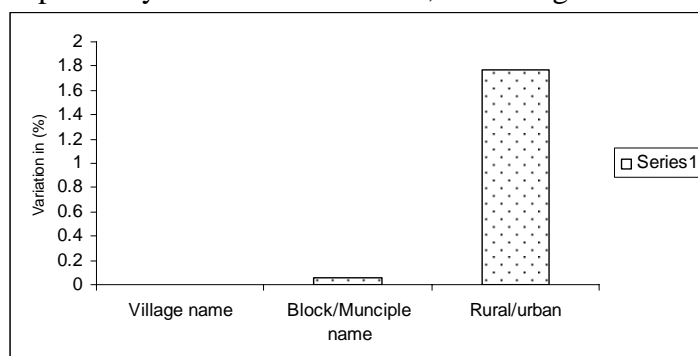 2
1.8
1.6
1.4
1.2
1
0.8
0.6
0.4
0.2
0
Variation in (%)
Village name
Block/Munciple
name
Rural/urban
Series1